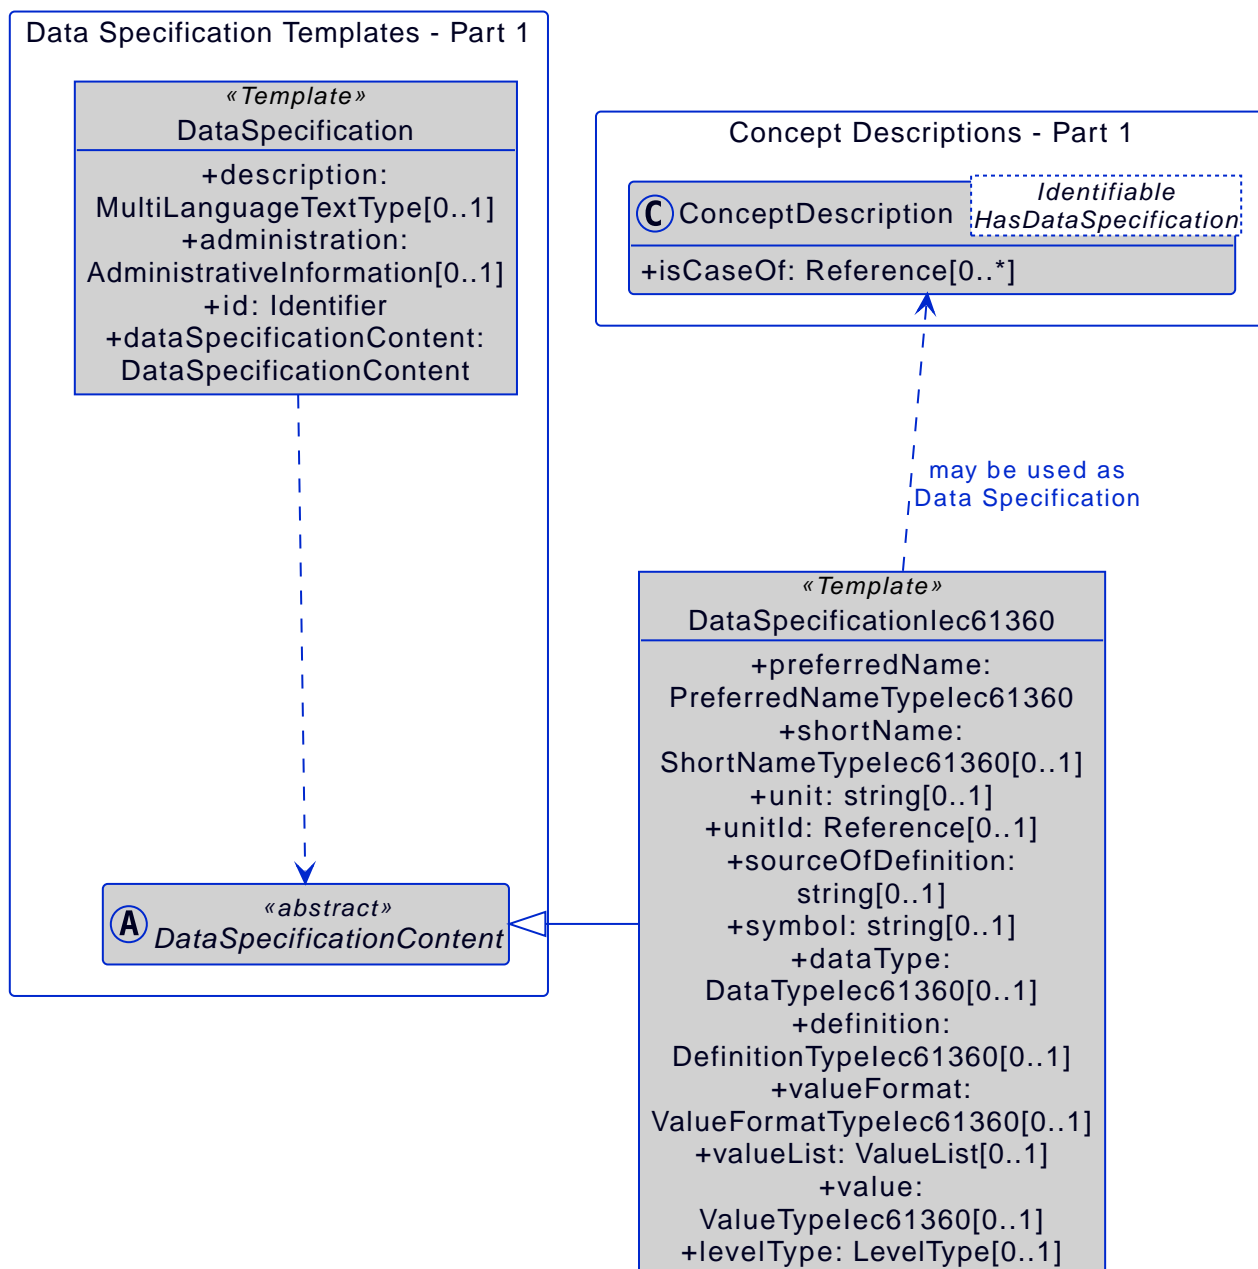 Data Specification Templates - Part 1
«Template»
DataSpecification
+description:
MultiLanguageTextType[0..1]
+administration:
AdministrativeInformation[0..1]
+id: Identifier
+dataSpecificationContent:
DataSpecificationContent
Concept Descriptions - Part 1
C ConceptDescription
Identifiable
HasDataSpecification
+isCaseOf: Reference[0..*]
may be used as
Data Specification
«Template»
DataSpecificationIec61360
+preferredName:
PreferredNameTypeIec61360
+shortName:
ShortNameTypeIec61360[0..1]
+unit: string[0..1]
+unitId: Reference[0..1]
+sourceOfDefinition:
string[0..1]
+symbol: string[0..1]
+dataType:
DataTypeIec61360[0..1]
+definition:
DefinitionTypeIec61360[0..1]
+valueFormat:
ValueFormatTypeIec61360[0..1]
+valueList: ValueList[0..1]
+value:
ValueTypeIec61360[0..1]
+levelType: LevelType[0..1]
A
«abstract»
DataSpecificationContent